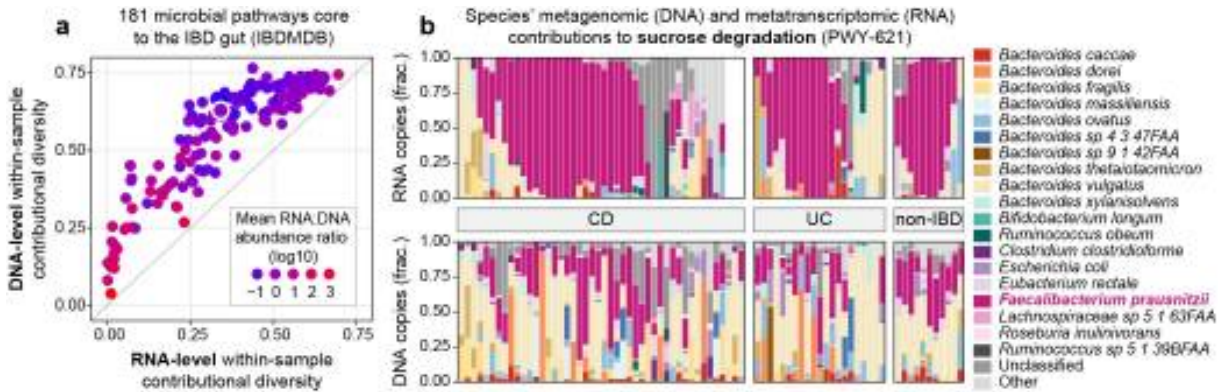 a
181 microbial pathways core
to the IBD gut (IBDMDB)
DNA-level within-sample
contributional diversity
0.75
0.50
0.25
0.00
Mean RNA:DNA
abundance ratio
(log10)
−1 0 1 2 3
0.00 0.25 0.50 0.75
RNA-level within-sample
contributional diversity
b
Species' metagenomic (DNA) and metatranscriptomic (RNA)
contributions to sucrose degradation (PWY-621)
RNA copies (frac.)
1.00
0.75
0.50
0.25
0.00
CD UC non-IBD
DNA copies (frac.)
1.00
0.75
0.50
0.25
0.00
Bacteroides caccae
Bacteroides dorei
Bacteroides fragilis
Bacteroides massiliensis
Bacteroides ovatus
Bacteroides sp 4 3 47FAA
Bacteroides sp 9 1 42FAA
Bacteroides thetaiotaomicron
Bacteroides vulgatus
Bacteroides xylanisolvens
Bifidobacterium longum
Ruminococcus obeum
Clostridium clostridioforme
Escherichia coli
Eubacterium rectale
Faecalibacterium prausnitzii
Lachnospiraceae sp 5 1 63FAA
Roseburia inulinivorans
Ruminococcus sp 5 1 39BFAA
Unclassified
Other